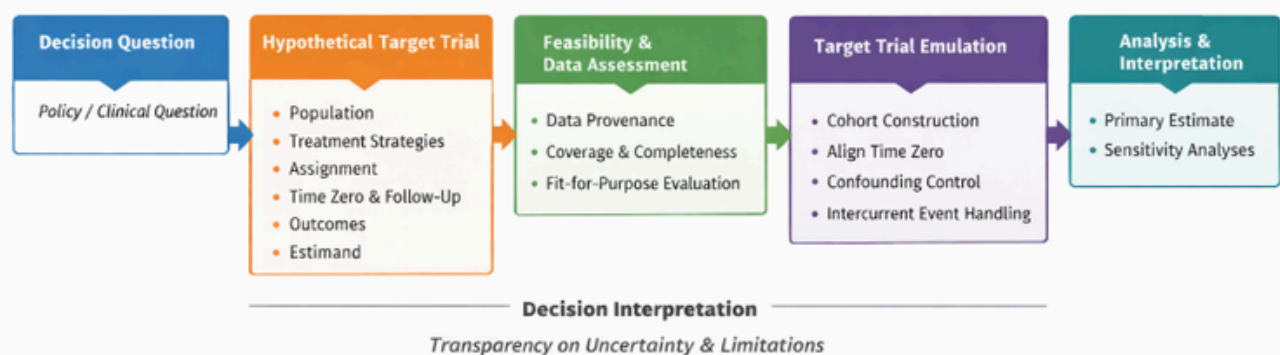 Decision Question
Policy / Clinical Question
Hypothetical Target Trial
• Population
• Treatment Strategies
• Assignment
• Time Zero & Follow-Up
• Outcomes
• Estimand
Feasibility &
Data Assessment
• Data Provenance
• Coverage & Completeness
• Fit-for-Purpose Evaluation
Target Trial Emulation
• Cohort Construction
• Align Time Zero
• Confounding Control
• Intercurrent Event Handling
Analysis &
Interpretation
• Primary Estimate
• Sensitivity Analyses
Decision Interpretation
Transparency on Uncertainty & Limitations